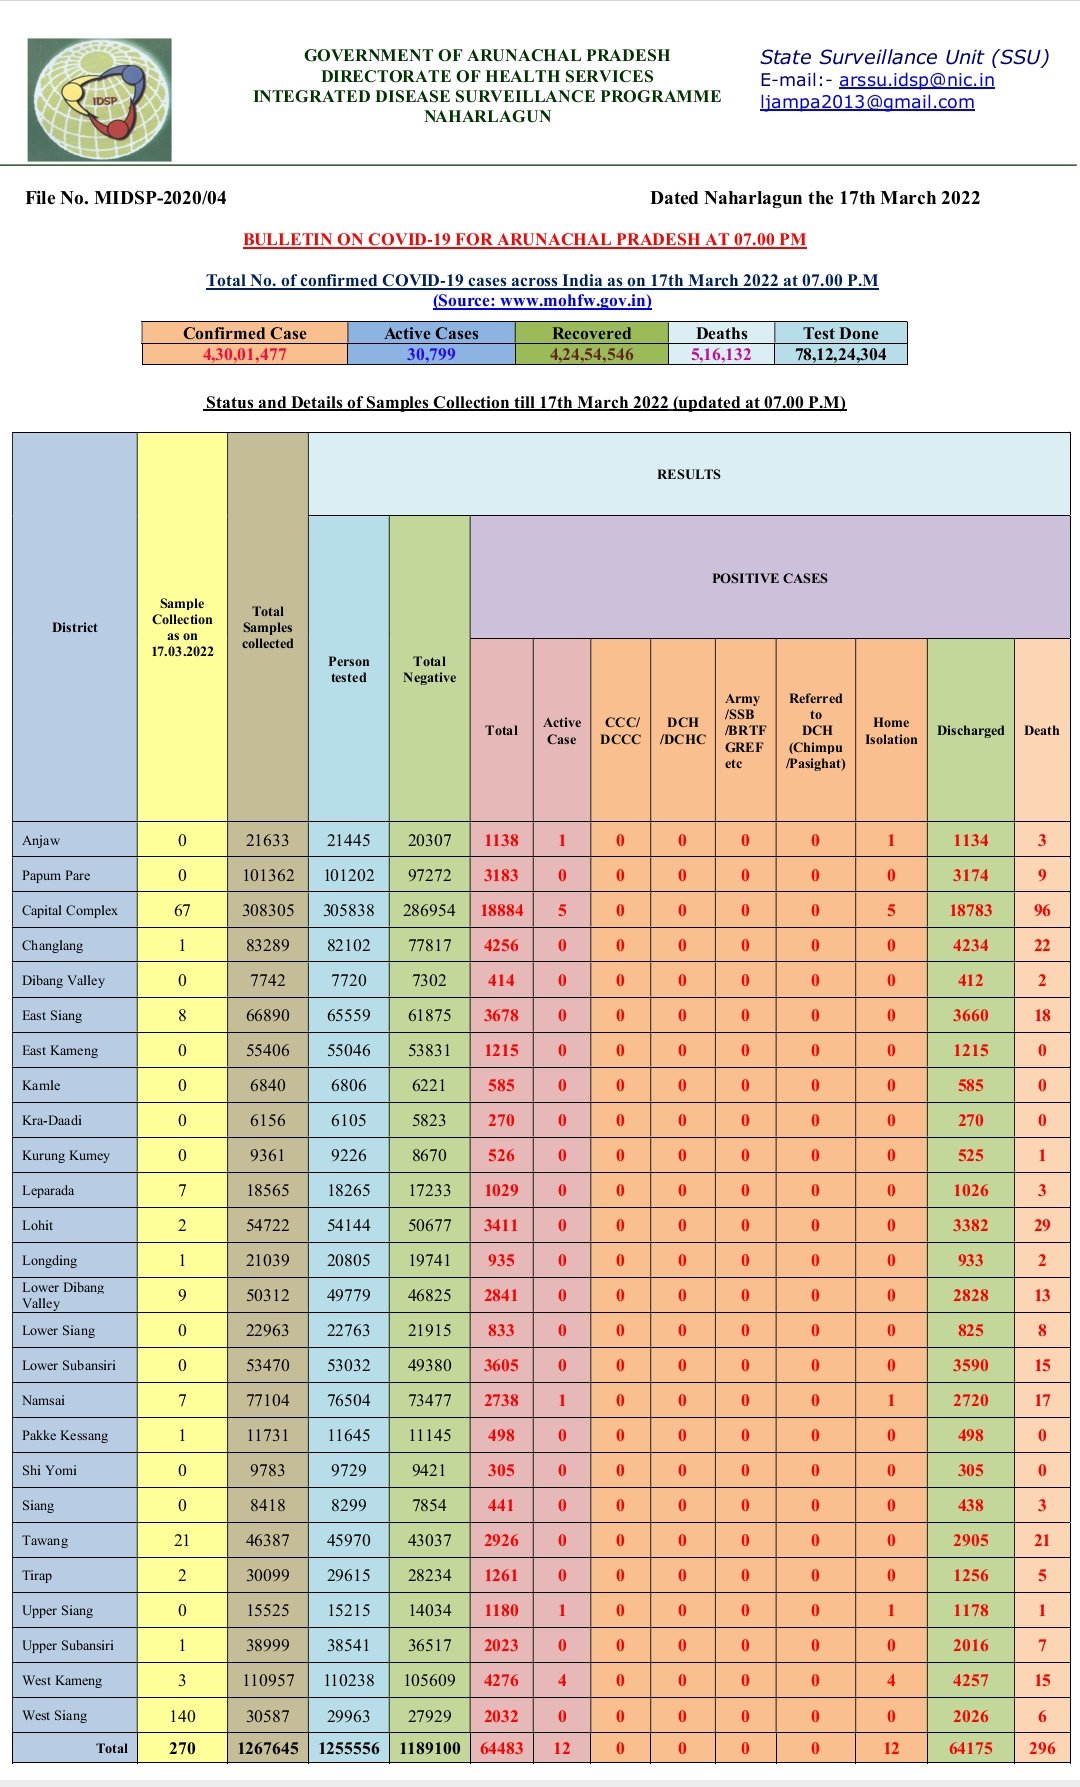 IDSP
GOVERNMENT OF ARUNACHAL PRADESH
DIRECTORATE OF HEALTH SERVICES
INTEGRATED DISEASE SURVEILLANCE PROGRAMME
NAHARLAGUN
State Surveillance Unit (SSU)
E-mail:- arssu.idsp@nic.in
ljampa2013@gmail.com
File No. MIDSP-2020/04 Dated Naharlagun the 17th March 2022
BULLETIN ON COVID-19 FOR ARUNACHAL PRADESH AT 07.00 PM
Total No. of confirmed COVID-19 cases across India as on 17th March 2022 at 07.00 P.M
(Source: www.mohfw.gov.in)
Confirmed Case Active Cases Recovered Deaths Test Done
4,30,01,477 30,799 4,24,54,546 5,16,132 78,12,24,304
Status and Details of Samples Collection till 17th March 2022 (updated at 07.00 P.M)
District
Sample
Collection
as on
17.03.2022
Total
Samples
collected
RESULTS
Person
tested
Total
Negative
POSITIVE CASES
Total
Active
Case
CCC/
DCCC
DCH
/DCHC
Army
/SSB
/BRTF
GREF
etc
Referred
to
DCH
(Chimpu
/Pasighat)
Home
Isolation
Discharged
Death
Anjaw 0 21633 21445 20307 1138 1 0 0 0 0 1 1134 3
Papum Pare 0 101362 101202 97272 3183 0 0 0 0 0 0 3174 9
Capital Complex 67 308305 305838 286954 18884 5 0 0 0 0 5 18783 96
Changlang 1 83289 82102 77817 4256 0 0 0 0 0 0 4234 22
Dibang Valley 0 7742 7720 7302 414 0 0 0 0 0 0 412 2
East Siang 8 66890 65559 61875 3678 0 0 0 0 0 0 3660 18
East Kameng 0 55406 55046 53831 1215 0 0 0 0 0 0 1215 0
Kamle 0 6840 6806 6221 585 0 0 0 0 0 0 585 0
Kra-Daadi 0 6156 6105 5823 270 0 0 0 0 0 0 270 0
Kurung Kumey 0 9361 9226 8670 526 0 0 0 0 0 0 525 1
Leparada 7 18565 18265 17233 1029 0 0 0 0 0 0 1026 3
Lohit 2 54722 54144 50677 3411 0 0 0 0 0 0 3382 29
Longding 1 21039 20805 19741 935 0 0 0 0 0 0 933 2
Lower Dibang
Valley 9 50312 49779 46825 2841 0 0 0 0 0 0 2828 13
Lower Siang 0 22963 22763 21915 833 0 0 0 0 0 0 825 8
Lower Subansiri 0 53470 53032 49380 3605 0 0 0 0 0 0 3590 15
Namsai 7 77104 76504 73477 2738 1 0 0 0 0 1 2720 17
Pakke Kessang 1 11731 11645 11145 498 0 0 0 0 0 0 498 0
Shi Yomi 0 9783 9729 9421 305 0 0 0 0 0 0 305 0
Siang 0 8418 8299 7854 441 0 0 0 0 0 0 438 3
Tawang 21 46387 45970 43037 2926 0 0 0 0 0 0 2905 21
Tirap 2 30099 29615 28234 1261 0 0 0 0 0 0 1256 5
Upper Siang 0 15525 15215 14034 1180 1 0 0 0 0 1 1178 1
Upper Subansiri 1 38999 38541 36517 2023 0 0 0 0 0 0 2016 7
West Kameng 3 110957 110238 105609 4276 4 0 0 0 0 4 4257 15
West Siang 140 30587 29963 27929 2032 0 0 0 0 0 0 2026 6
Total 270 1267645 1255556 1189100 64483 12 0 0 0 0 12 64175 296